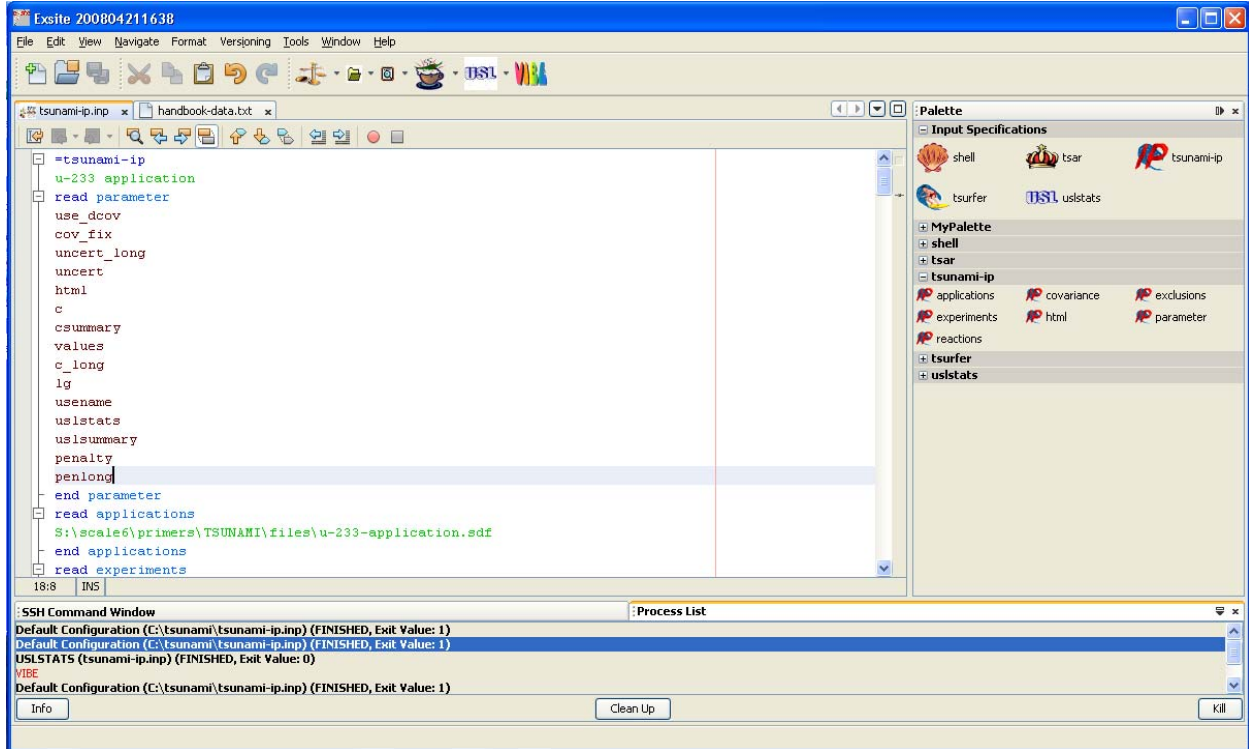 Exsite 200804211638
File Edit View Navigate Format Versioning Tools Window Help
USL
tsunami-ip.inp x handbook-data.txt x
=tsunami-ip
u-233 application
read parameter
use_dcov
cov_fix
uncert_long
uncert
html
c
csummary
values
c_long
lg
usename
uslstats
uslsummary
penalty
penlong
end parameter
read applications
S:\scale6\primers\TSUNAMI\files\u-233-application.sdf
end applications
read experiments
18:8 INS
Palette
Input Specifications
shell tsar tsunami-ip
tsurfer USL uslstats
MyPalette
shell
tsar
tsunami-ip
applications covariance exclusions
experiments html parameter
reactions
tsurfer
uslstats
SSH Command Window
Process List
Default Configuration (C:\tsunami\tsunami-ip.inp) (FINISHED, Exit Value: 1)
Default Configuration (C:\tsunami\tsunami-ip.inp) (FINISHED, Exit Value: 1)
USLSTATS (tsunami-ip.inp) (FINISHED, Exit Value: 0)
VIBE
Default Configuration (C:\tsunami\tsunami-ip.inp) (FINISHED, Exit Value: 1)
Info Clean Up Kill